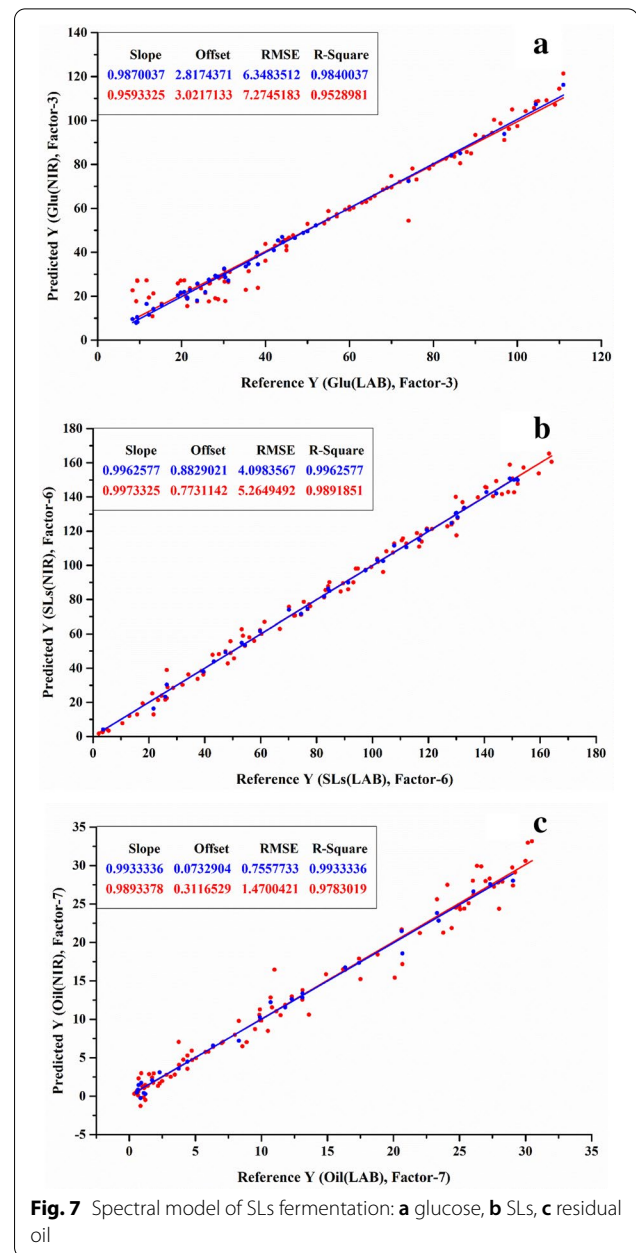 a
Slope Offset RMSE R-Square
0.9870037 2.8174371 6.3483512 0.9840037
0.9593325 3.0217133 7.2745183 0.9528981
Predicted Y (Glu(NIR), Factor-3)
140
120
100
80
60
40
20
0
0 20 40 60 80 100 120
Reference Y (Glu(LAB), Factor-3)
b
Slope Offset RMSE R-Square
0.9962577 0.8829021 4.0983567 0.9962577
0.9973325 0.7731142 5.2649492 0.9891851
Predicted Y (SLs(NIR), Factor-6)
180
160
140
120
100
80
60
40
20
0
0 20 40 60 80 100 120 140 160 180
Reference Y (SLs(LAB), Factor-6)
c
Slope Offset RMSE R-Square
0.9933336 0.0732904 0.7557733 0.9933336
0.9893378 0.3116529 1.4700421 0.9783019
Predicted Y (Oil(NIR), Factor-7)
35
30
25
20
15
10
5
0
-5
0 5 10 15 20 25 30 35
Reference Y (Oil(LAB), Factor-7)
Fig. 7 Spectral model of SLs fermentation: a glucose, b SLs, c residual
oil